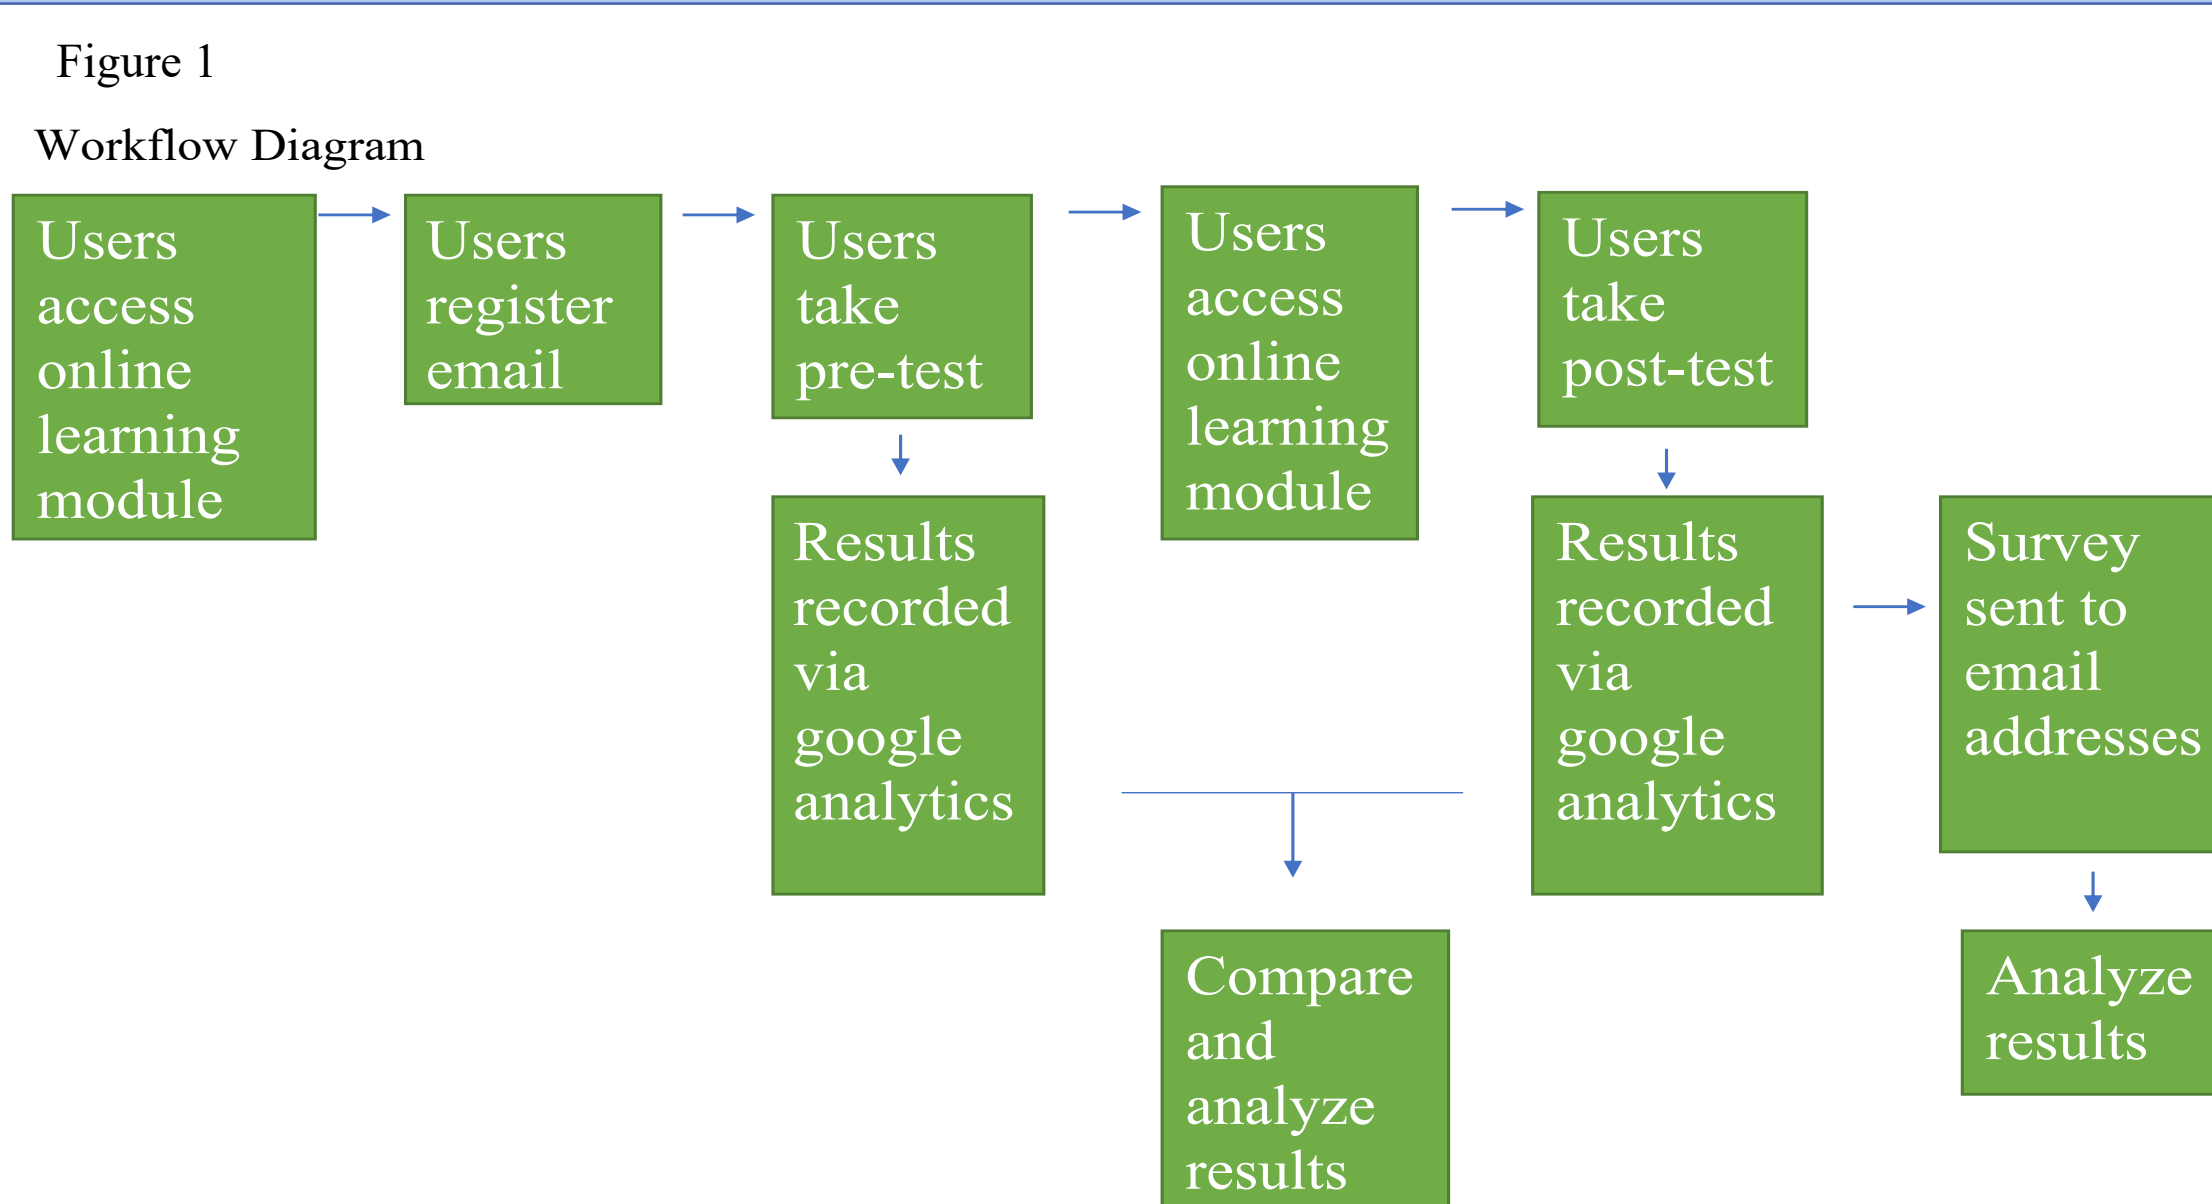 Figure 1
Workflow Diagram
Users
access
online
learning
module
Users
register
email
Users
take
pre-test
Users
access
online
learning
module
Users
take
post-test
Results
recorded
via
google
analytics
Results
recorded
via
google
analytics
Survey
sent to
email
addresses
Compare
and
analyze
results
Analyze
results